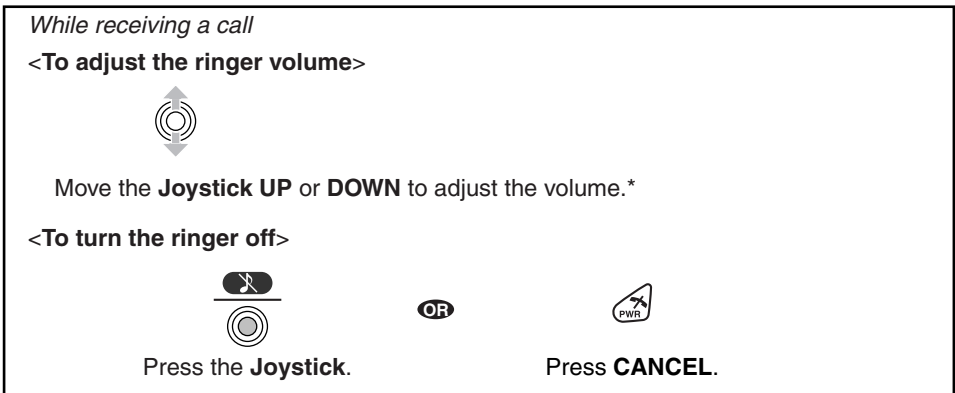 While receiving a call
<To adjust the ringer volume>
Move the Joystick UP or DOWN to adjust the volume.*
<To turn the ringer off>
OR
PWR
Press the Joystick. Press CANCEL.